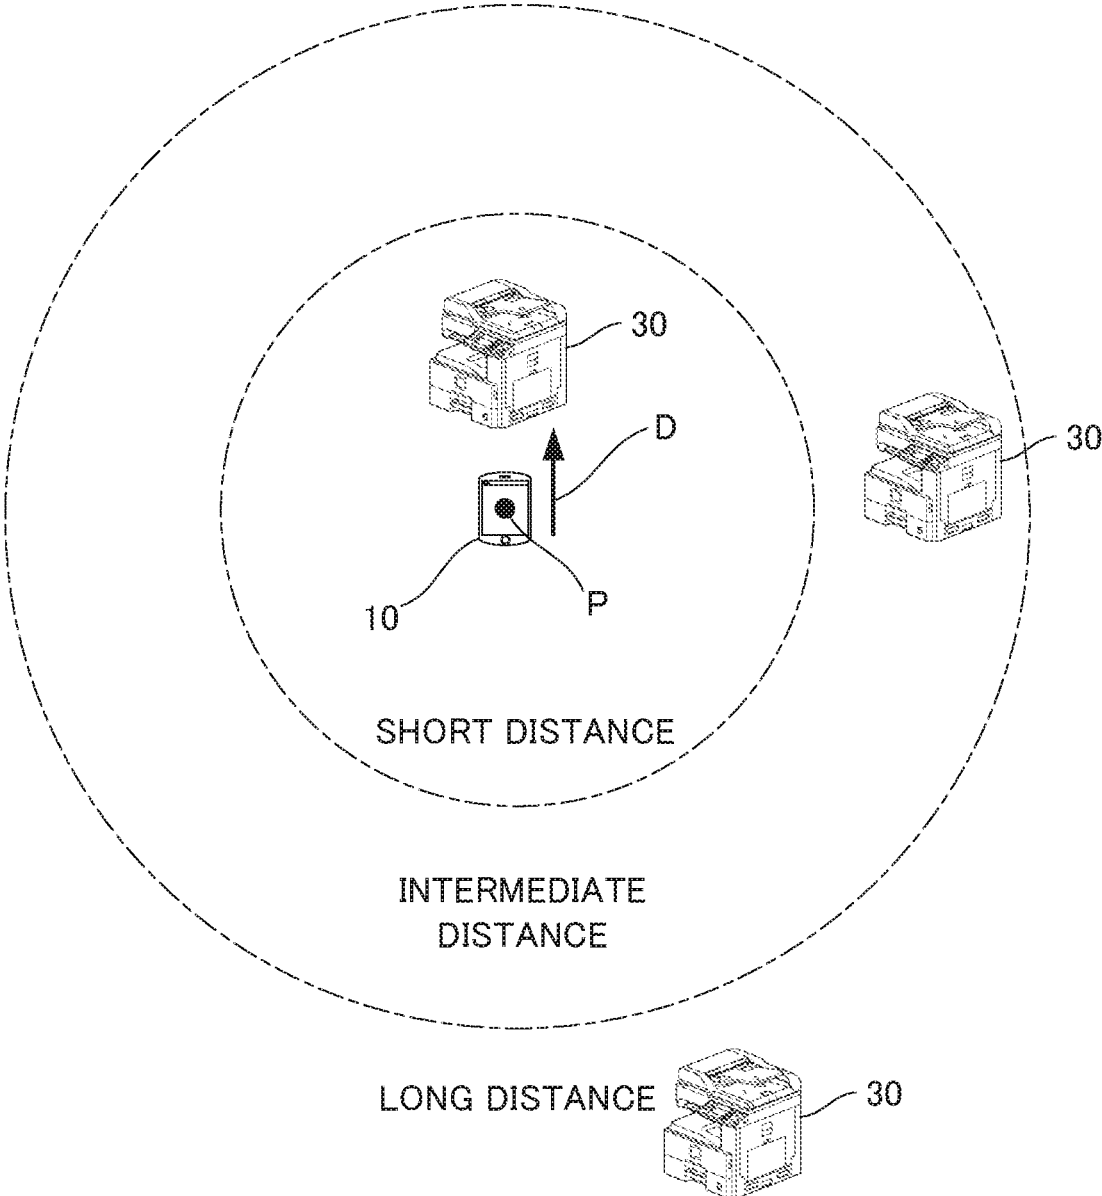 30
D
30
10
P
SHORT DISTANCE
INTERMEDIATE
DISTANCE
LONG DISTANCE
30